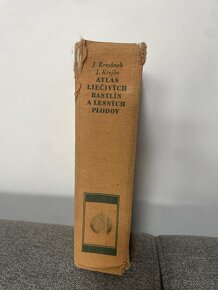 J. Kresánek
J. Krejča
ATLAS
LIEČIVÝCH
RASTLÍN
A LESNÝCH
PLODOV